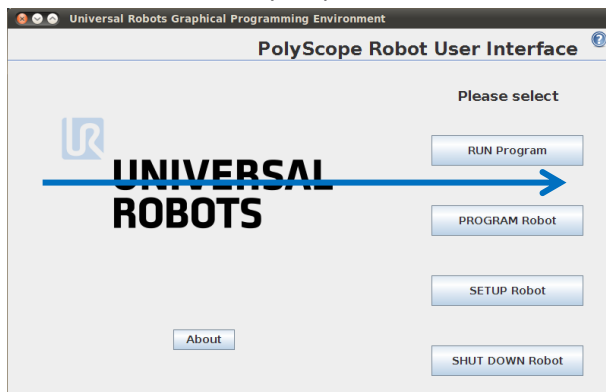 Universal Robots Graphical Programming Environment
PolyScope Robot User Interface
?
Please select
UR
RUN Program
UNIVERSAL
ROBOTS
PROGRAM Robot
SETUP Robot
About
SHUT DOWN Robot